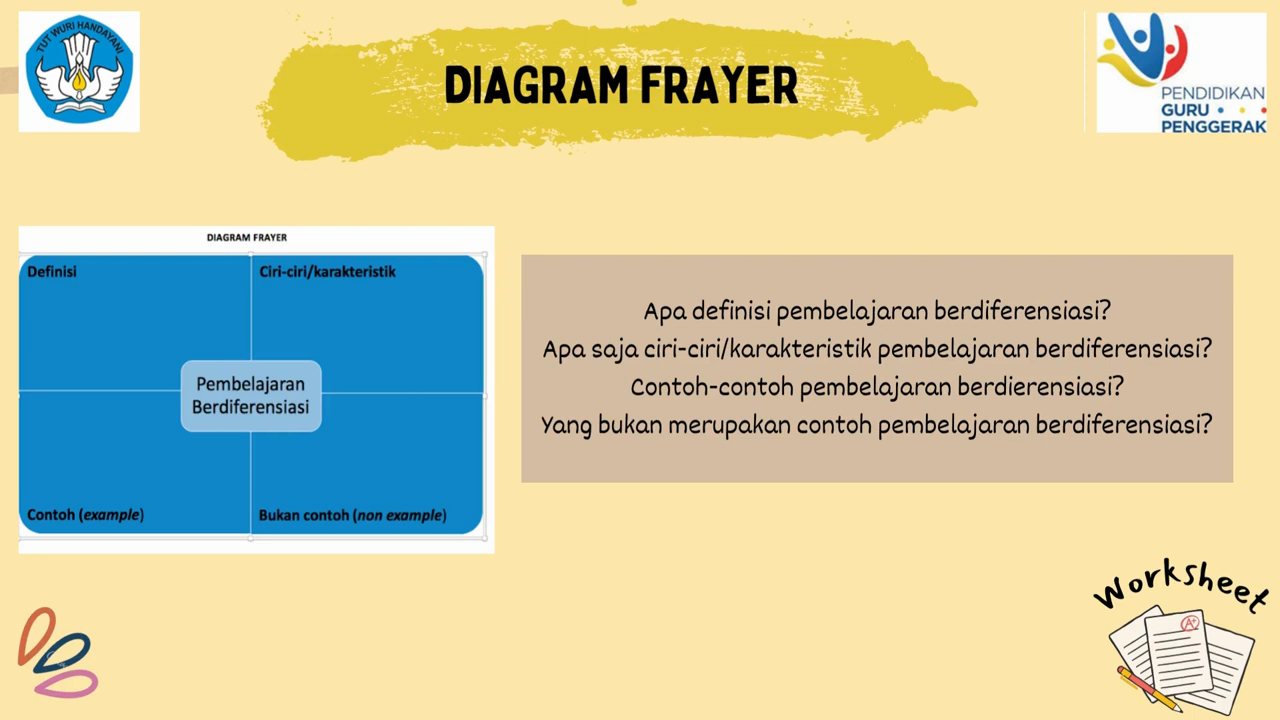 TUT WURI HANDAYANI
DIAGRAM FRAYER
PENDIDIKAN
GURU
PENGGERAK
DIAGRAM FRAYER
Definisi
Ciri-ciri/karakteristik
Pembelajaran
Berdiferensiasi
Contoh (example)
Bukan contoh (non example)
Apa definisi pembelajaran berdiferensiasi?
Apa saja ciri-ciri/karakteristik pembelajaran berdiferensiasi?
Contoh-contoh pembelajaran berdierensiasi?
Yang bukan merupakan contoh pembelajaran berdiferensiasi?
Worksheet
A+